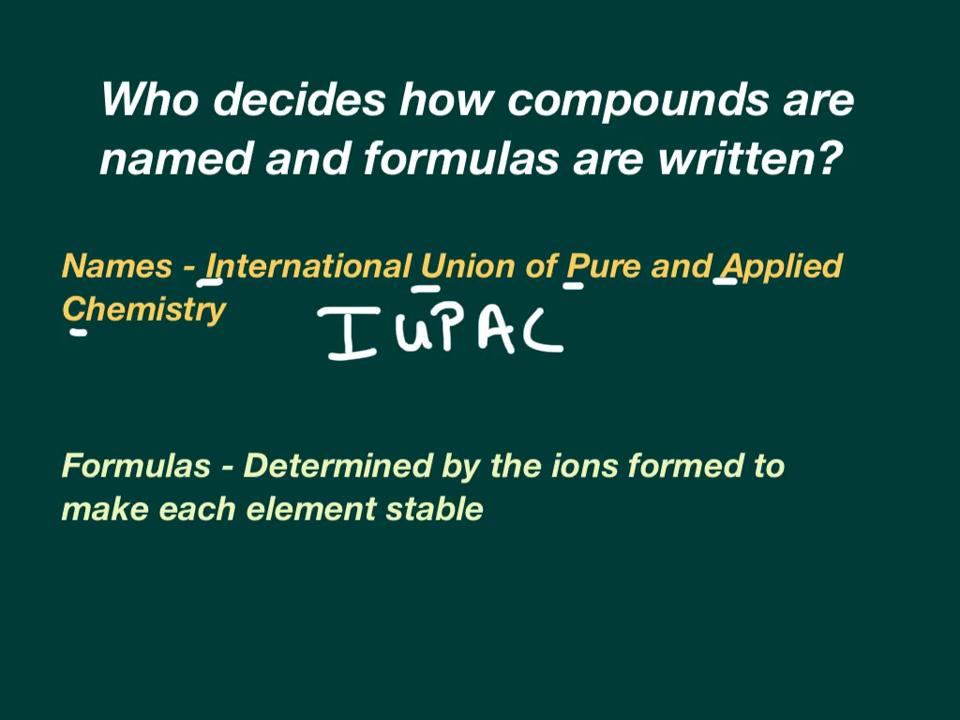 Who decides how compounds are
named and formulas are written?
Names - International Union of Pure and Applied
Chemistry
IUPAC
Formulas - Determined by the ions formed to
make each element stable